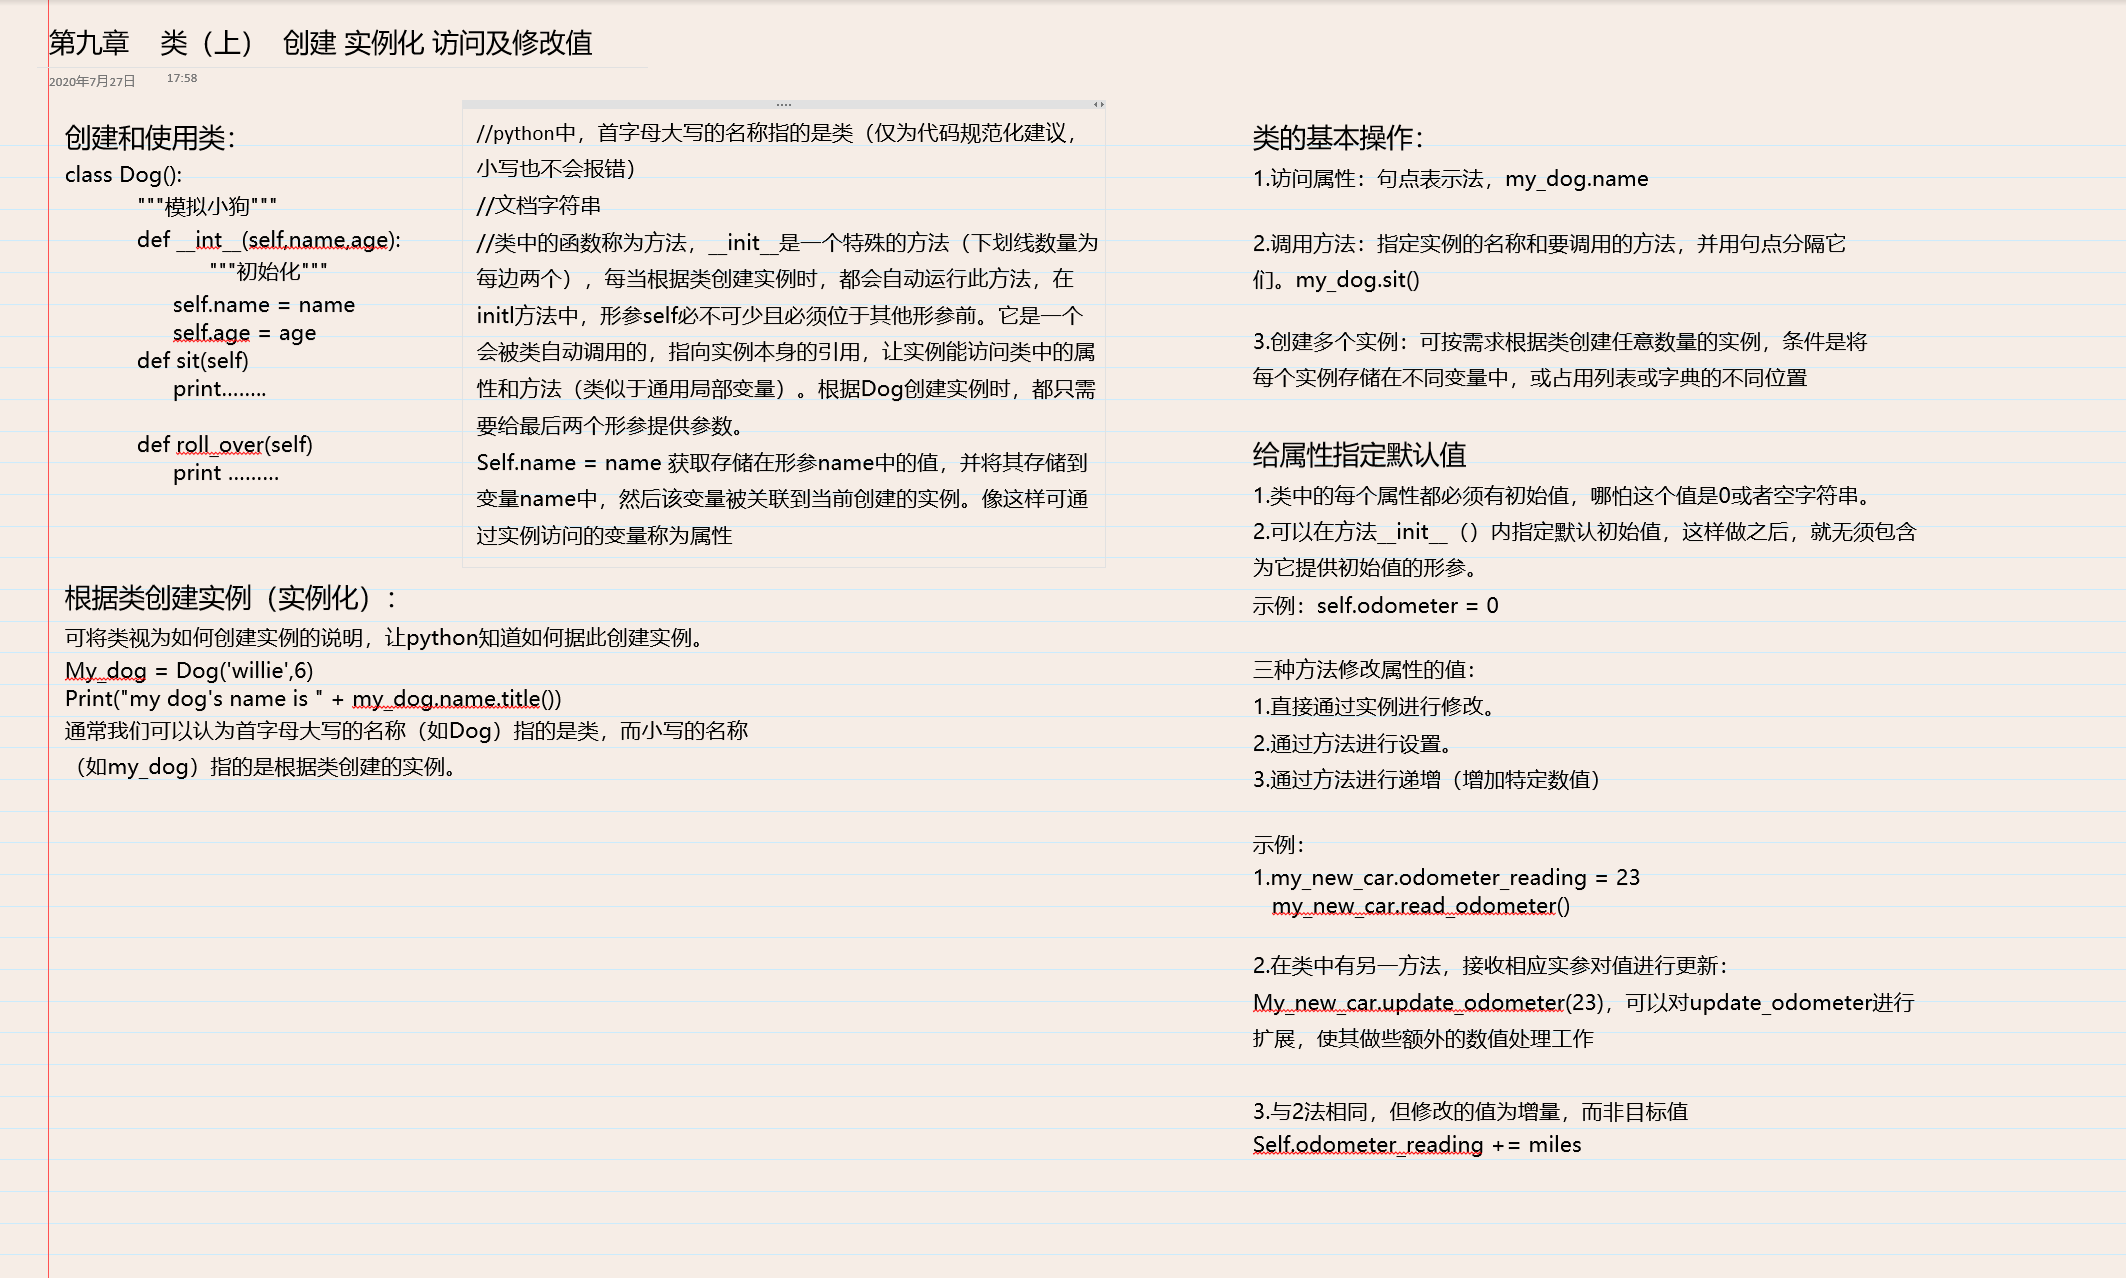 第九章 类（上） 创建 实例化 访问及修改值
2020年7月27日 17:58
创建和使用类：
class Dog():
"""模拟小狗"""
def __int__(self,name,age):
"""初始化"""
self.name = name
self.age = age
def sit(self)
print........
def roll_over(self)
print .........
//python中，首字母大写的名称指的是类（仅为代码规范化建议，
小写也不会报错）
//文档字符串
//类中的函数称为方法，__init__是一个特殊的方法（下划线数量为
每边两个），每当根据类创建实例时，都会自动运行此方法，在
initl方法中，形参self必不可少且必须位于其他形参前。它是一个
会被类自动调用的，指向实例本身的引用，让实例能访问类中的属
性和方法（类似于通用局部变量）。根据Dog创建实例时，都只需
要给最后两个形参提供参数。
Self.name = name 获取存储在形参name中的值，并将其存储到
变量name中，然后该变量被关联到当前创建的实例。像这样可通
过实例访问的变量称为属性
根据类创建实例（实例化）：
可将类视为如何创建实例的说明，让python知道如何据此创建实例。
My_dog = Dog('willie',6)
Print("my dog's name is " + my_dog.name.title())
通常我们可以认为首字母大写的名称（如Dog）指的是类，而小写的名称
（如my_dog）指的是根据类创建的实例。
类的基本操作：
1.访问属性：句点表示法，my_dog.name
2.调用方法：指定实例的名称和要调用的方法，并用句点分隔它
们。my_dog.sit()
3.创建多个实例：可按需求根据类创建任意数量的实例，条件是将
每个实例存储在不同变量中，或占用列表或字典的不同位置
给属性指定默认值
1.类中的每个属性都必须有初始值，哪怕这个值是0或者空字符串。
2.可以在方法__init__（）内指定默认初始值，这样做之后，就无须包含
为它提供初始值的形参。
示例：self.odometer = 0
三种方法修改属性的值：
1.直接通过实例进行修改。
2.通过方法进行设置。
3.通过方法进行递增（增加特定数值）
示例：
1.my_new_car.odometer_reading = 23
my_new_car.read_odometer()
2.在类中有另一方法，接收相应实参对值进行更新：
My_new_car.update_odometer(23)，可以对update_odometer进行
扩展，使其做些额外的数值处理工作
3.与2法相同，但修改的值为增量，而非目标值
Self.odometer_reading += miles